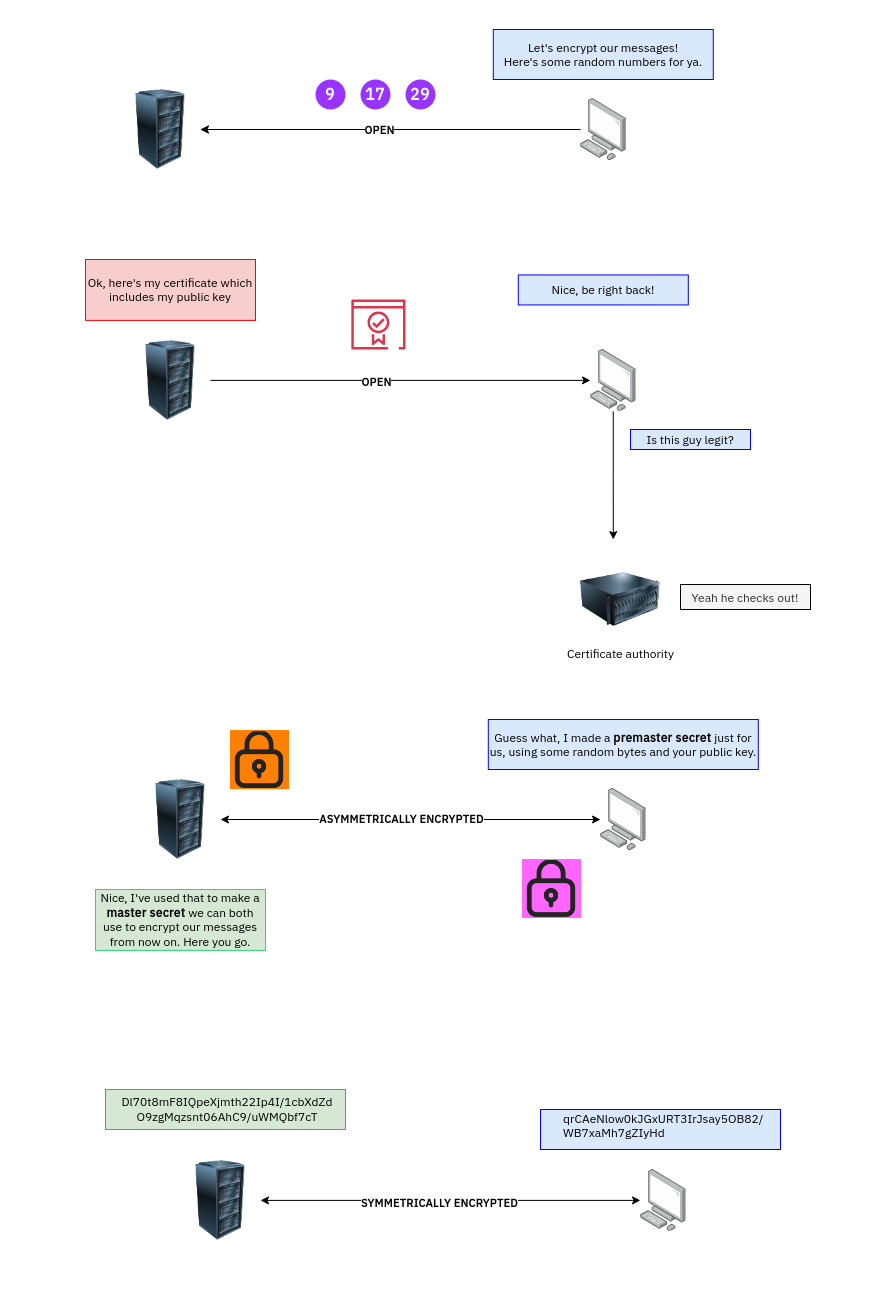 Let's encrypt our messages!
Here's some random numbers for ya.
9 17 29
OPEN
Ok, here's my certificate which
includes my public key
Nice, be right back!
OPEN
Is this guy legit?
Yeah he checks out!
Certificate authority
Guess what, I made a premaster secret just for
us, using some random bytes and your public key.
ASYMMETRICALLY ENCRYPTED
Nice, I've used that to make a
master secret we can both
use to encrypt our messages
from now on. Here you go.
Dl70t8mF8IQpeXjmth22Ip4I/1cbXdZd
O9zgMqzsnt06AhC9/uWMQbf7cT
qrCAeNlow0kJGxURT3IrJsay5OB82/
WB7xaMh7gZIyHd
SYMMETRICALLY ENCRYPTED